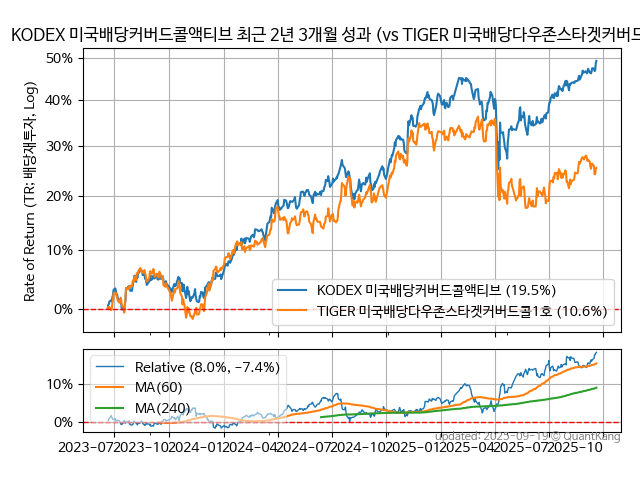 KODEX 미국배당커버드콜액티브 최근 2년 3개월 성과 (vs TIGER 미국배당다우존스타겟커버드
50%
40%
30%
20%
10%
0%
Rate of Return (TR: 배당재투자, Log)
KODEX 미국배당커버드콜액티브 (19.5%)
TIGER 미국배당다우존스타겟커버드콜1호 (10.6%)
10%
0%
Relative (8.0%, -7.4%)
MA(60)
MA(240)
2023-07 2023-10 2024-01 2024-04 2024-07 2024-10 2025-01 2025-04 2025-07 2025-10
updated: 2025-09-19 © QuantKang